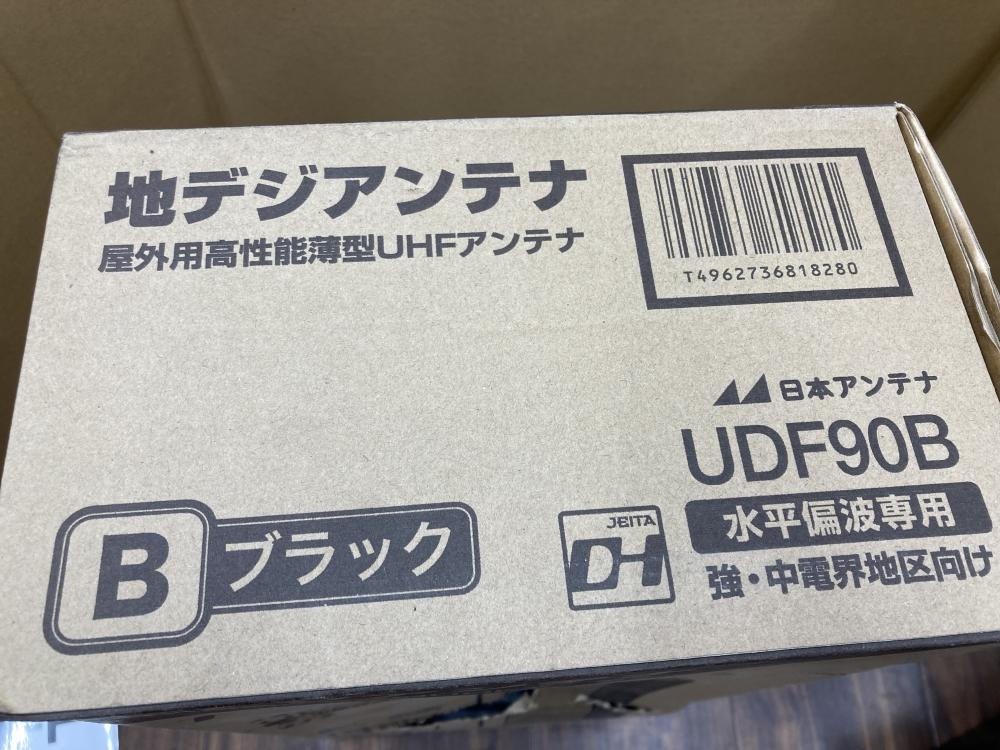 地デジアンテナ
屋外用高性能薄型UHFアンテナ
T4962736818280
日本アンテナ
UDF90B
水平偏波専用
強・中電界地区向け
JEITA
DH
B ブラック